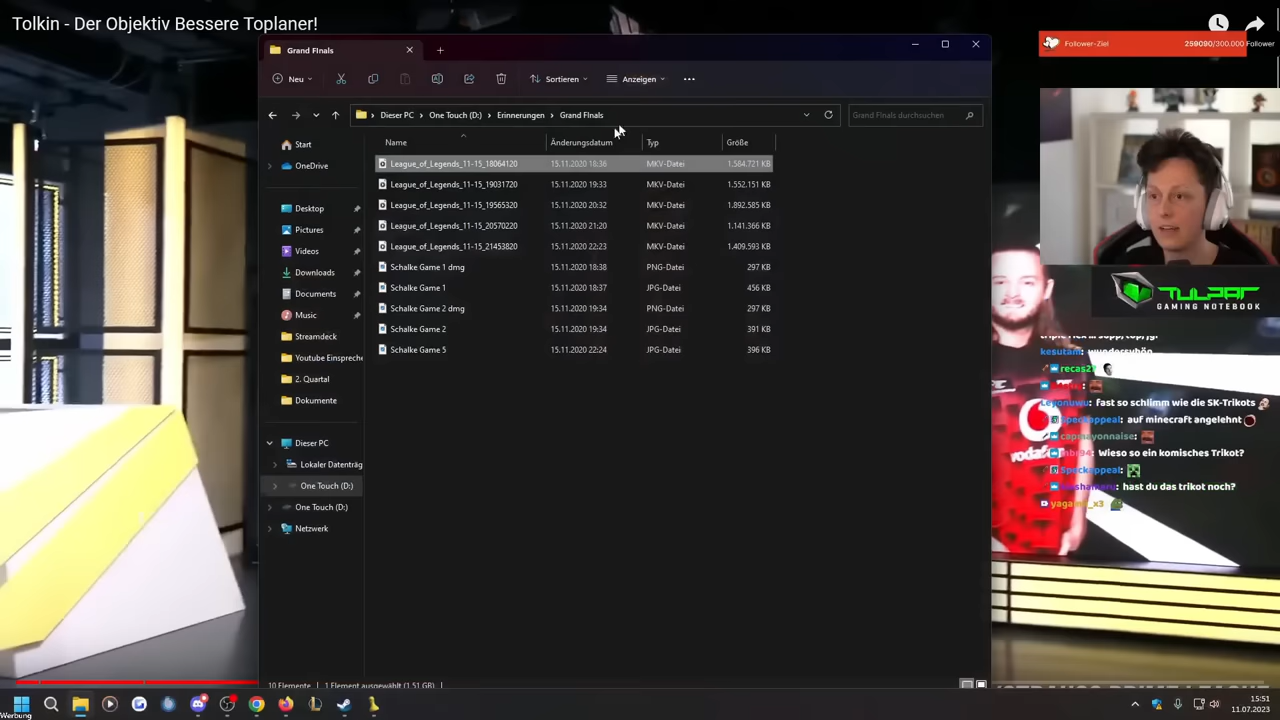 Tolkin - Der Objektiv Bessere Toplaner!
Grand FInals
Follower-Ziel
259090/300.000 Follower
Neu
Sortieren
Anzeigen
Dieser PC
One Touch (D:)
Erinnerungen
Grand FInals
Grand FInals durchsuchen
Name
Änderungsdatum
Typ
Größe
League_of_Legends_11-15_18064120 15.11.2020 18:36 MKV-Datei 1.584.721 KB
League_of_Legends_11-15_19031720 15.11.2020 19:33 MKV-Datei 1.552.151 KB
League_of_Legends_11-15_19565320 15.11.2020 20:32 MKV-Datei 1.892.585 KB
League_of_Legends_11-15_20570220 15.11.2020 21:20 MKV-Datei 1.141.366 KB
League_of_Legends_11-15_21453820 15.11.2020 22:23 MKV-Datei 1.409.593 KB
Schalke Game 1 dmg 15.11.2020 18:38 PNG-Datei 297 KB
Schalke Game 1 15.11.2020 18:37 JPG-Datei 456 KB
Schalke Game 2 dmg 15.11.2020 19:34 PNG-Datei 297 KB
Schalke Game 2 15.11.2020 19:34 JPG-Datei 391 KB
Schalke Game 5 15.11.2020 22:24 JPG-Datei 396 KB
Start
OneDrive
Desktop
Pictures
Videos
Downloads
Documents
Music
Streamdeck
Youtube Einspreche
2. Quartal
Dokumente
Dieser PC
Lokaler Datenträg
One Touch (D:)
One Touch (D:)
Netzwerk
10 Elemente
1 Element ausgewählt (1,51 GB)
TULPAR
GAMING NOTEBOOK
kesutam: wunderschön
recas2
Leyonuwu: fast so schlimm wie die SK-Trikots
Speckappeal: auf minecraft angelehnt
capmayonnaise:
Wieso so ein komisches Trikot?
Speckappeal:
hast du das trikot noch?
vodafone
Werbung
15:51
11.07.2023